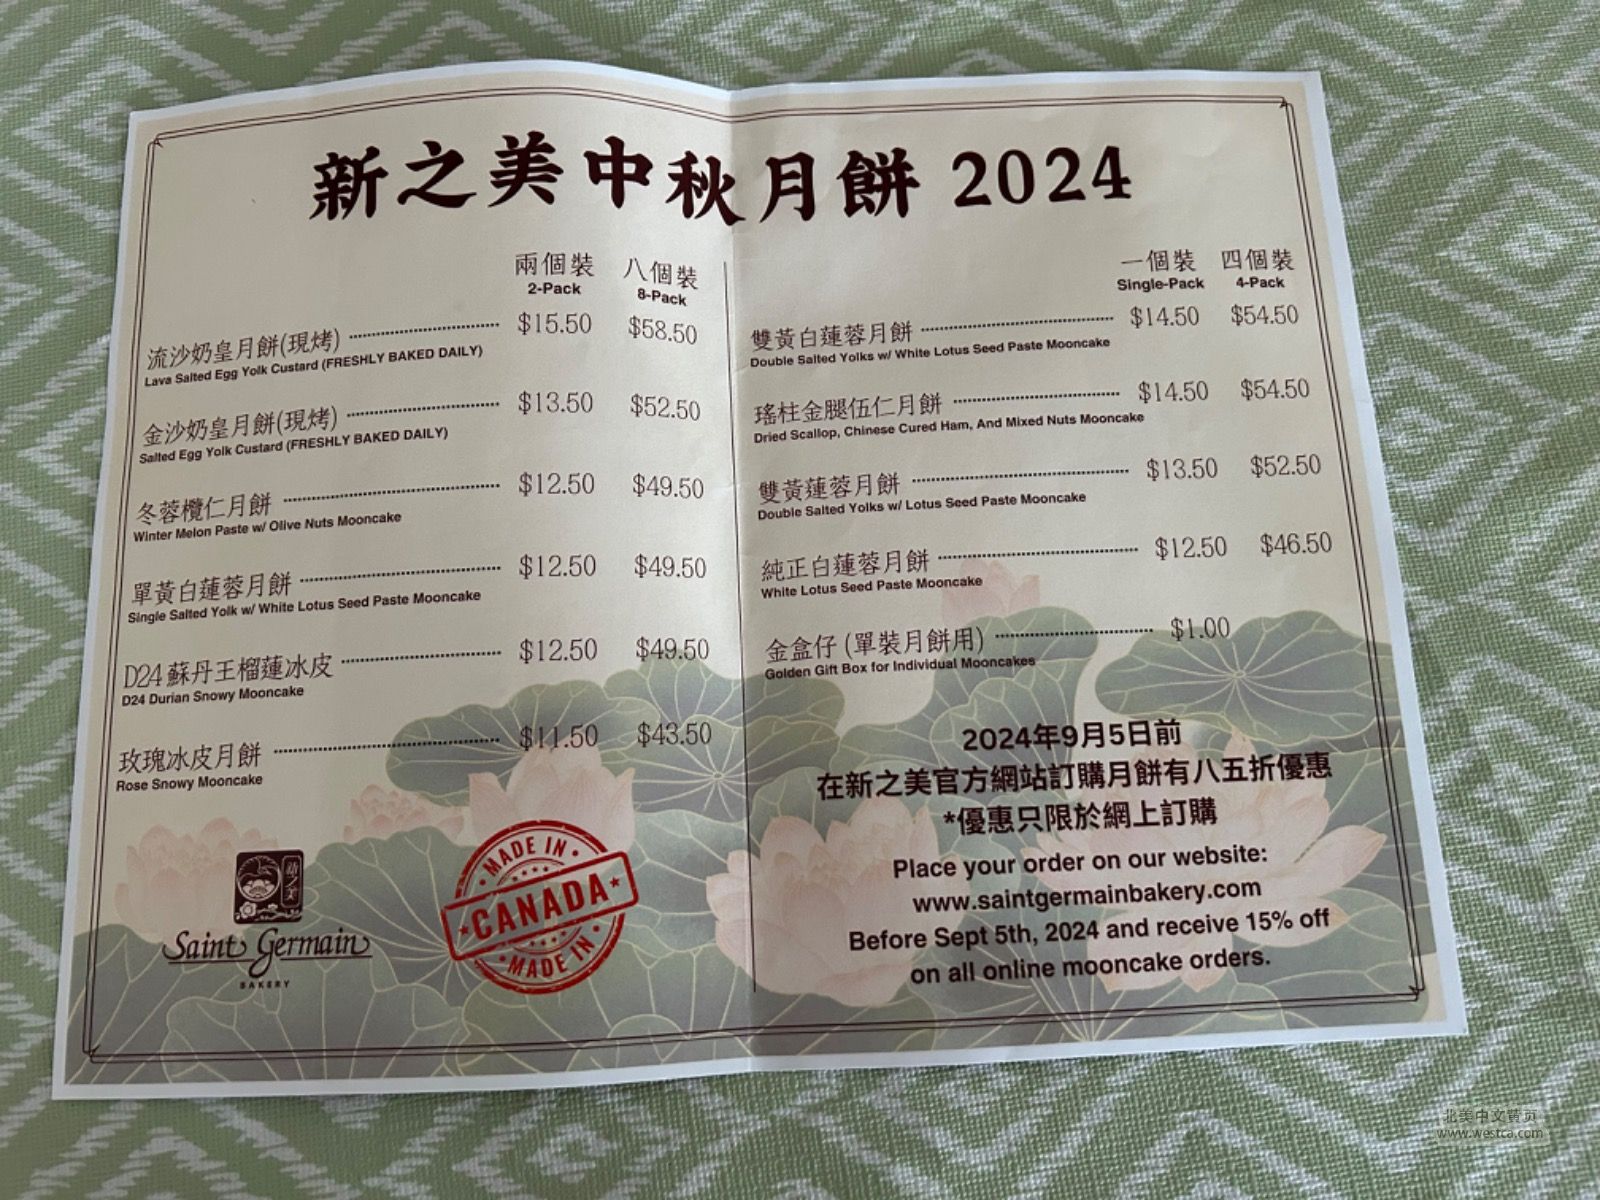 新之美中秋月餅 2024
兩個裝 八個裝
2-Pack 8-Pack
流沙奶皇月餅(現烤) $15.50 $58.50
Lava Salted Egg Yolk Custard (FRESHLY BAKED DAILY)
金沙奶皇月餅(現烤) $13.50 $52.50
Salted Egg Yolk Custard (FRESHLY BAKED DAILY)
冬蓉欖仁月餅 $12.50 $49.50
Winter Melon Paste w/ Olive Nuts Mooncake
單黃白蓮蓉月餅 $12.50 $49.50
Single Salted Yolk w/ White Lotus Seed Paste Mooncake
D24 蘇丹王榴蓮冰皮 $12.50 $49.50
D24 Durian Snowy Mooncake
玫瑰冰皮月餅 $11.50 $43.50
Rose Snowy Mooncake
新之美
Saint Germain
BAKERY
MADE IN
CANADA
MADE IN
一個裝 四個裝
Single-Pack 4-Pack
雙黃白蓮蓉月餅 $14.50 $54.50
Double Salted Yolks w/ White Lotus Seed Paste Mooncake
瑤柱金腿伍仁月餅 $14.50 $54.50
Dried Scallop, Chinese Cured Ham, And Mixed Nuts Mooncake
雙黃蓮蓉月餅 $13.50 $52.50
Double Salted Yolks w/ Lotus Seed Paste Mooncake
純正白蓮蓉月餅 $12.50 $46.50
White Lotus Seed Paste Mooncake
金盒仔 (單裝月餅用) $1.00
Golden Gift Box for Individual Mooncakes
2024年9月5日前
在新之美官方網站訂購月餅有八五折優惠
*優惠只限於網上訂購
Place your order on our website:
www.saintgermainbakery.com
Before Sept 5th, 2024 and receive 15% off
on all online mooncake orders.
北美中文黄页
www.westca.com